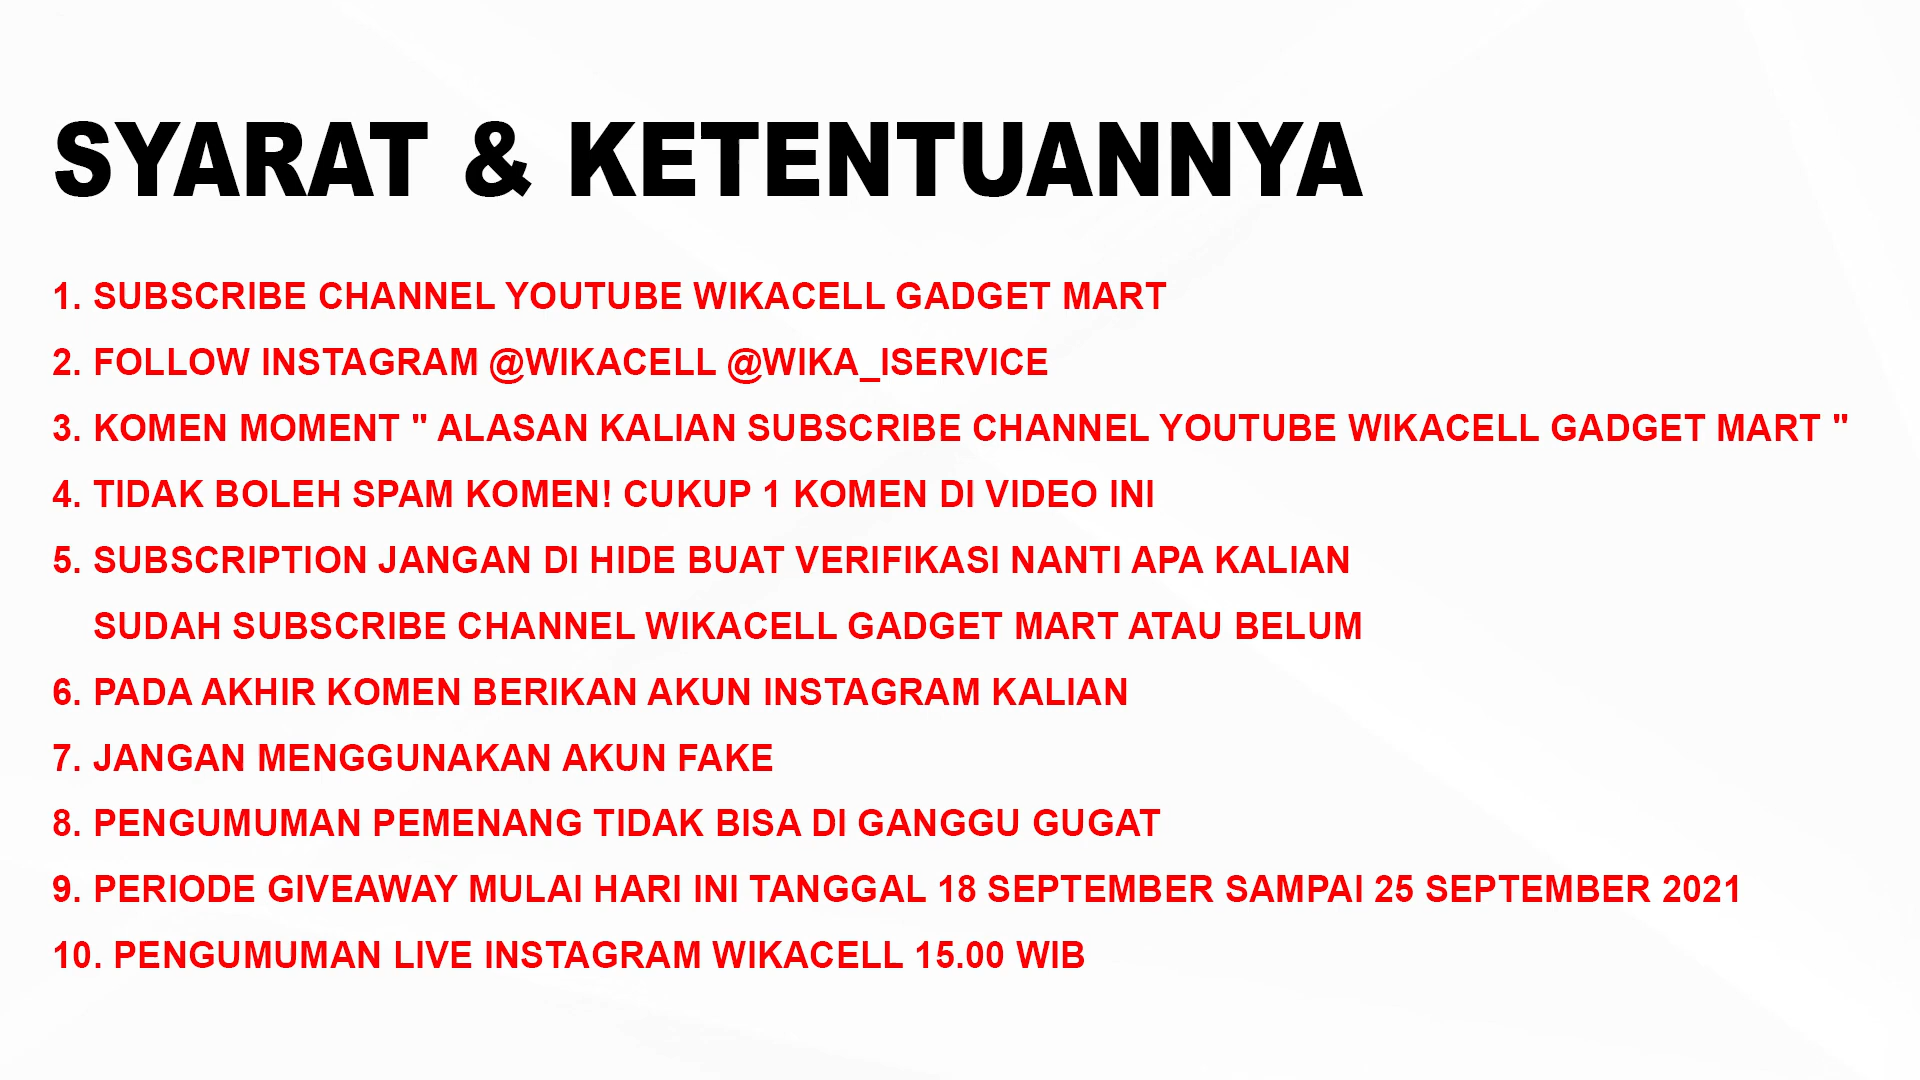 SYARAT & KETENTUANNYA
1. SUBSCRIBE CHANNEL YOUTUBE WIKACELL GADGET MART
2. FOLLOW INSTAGRAM @WIKACELL @WIKA_ISERVICE
3. KOMEN MOMENT " ALASAN KALIAN SUBSCRIBE CHANNEL YOUTUBE WIKACELL GADGET MART "
4. TIDAK BOLEH SPAM KOMEN! CUKUP 1 KOMEN DI VIDEO INI
5. SUBSCRIPTION JANGAN DI HIDE BUAT VERIFIKASI NANTI APA KALIAN
SUDAH SUBSCRIBE CHANNEL WIKACELL GADGET MART ATAU BELUM
6. PADA AKHIR KOMEN BERIKAN AKUN INSTAGRAM KALIAN
7. JANGAN MENGGUNAKAN AKUN FAKE
8. PENGUMUMAN PEMENANG TIDAK BISA DI GANGGU GUGAT
9. PERIODE GIVEAWAY MULAI HARI INI TANGGAL 18 SEPTEMBER SAMPAI 25 SEPTEMBER 2021
10. PENGUMUMAN LIVE INSTAGRAM WIKACELL 15.00 WIB